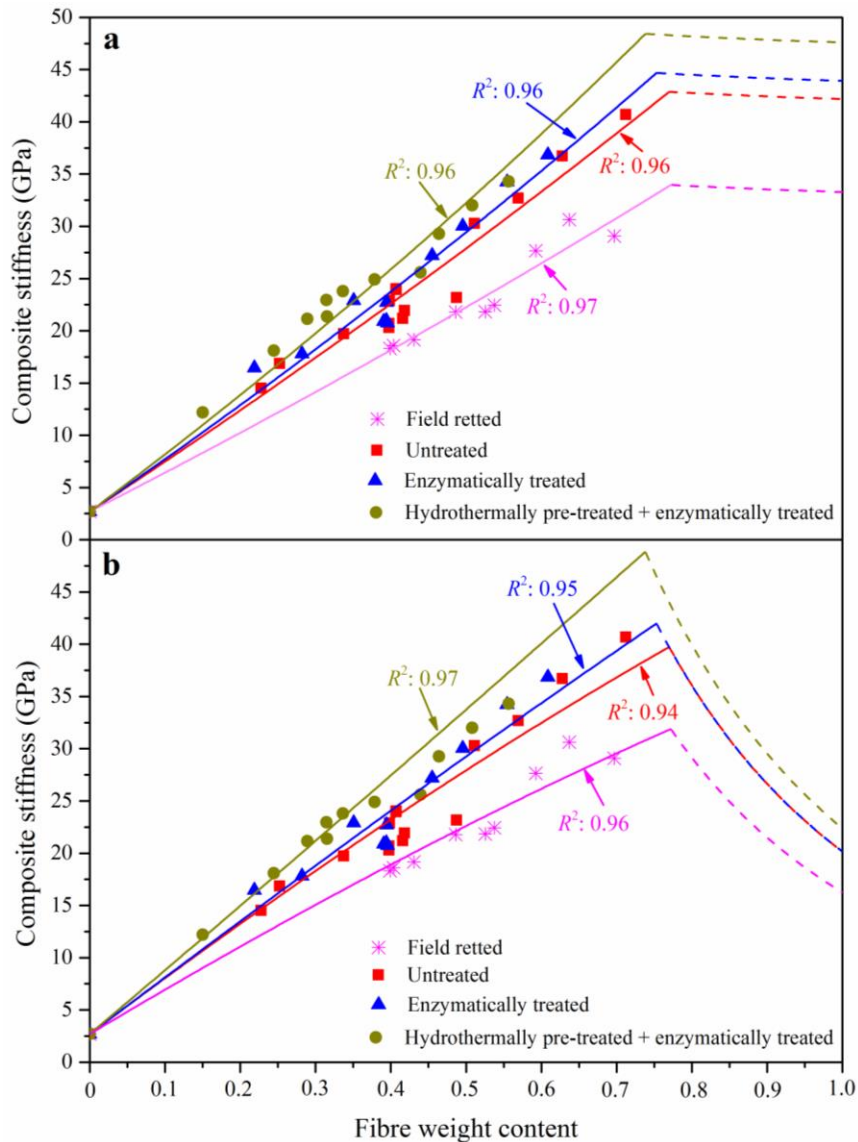 a
50
45
40
35
30
25
20
15
10
5
0
Composite stiffness (GPa)
R²: 0.96
R²: 0.96
R²: 0.96
R²: 0.97
Field retted
Untreated
Enzymatically treated
Hydrothermally pre-treated + enzymatically treated
b
45
40
35
30
25
20
15
10
5
0
Composite stiffness (GPa)
R²: 0.95
R²: 0.97
R²: 0.94
R²: 0.96
Field retted
Untreated
Enzymatically treated
Hydrothermally pre-treated + enzymatically treated
0 0.1 0.2 0.3 0.4 0.5 0.6 0.7 0.8 0.9 1.0
Fibre weight content